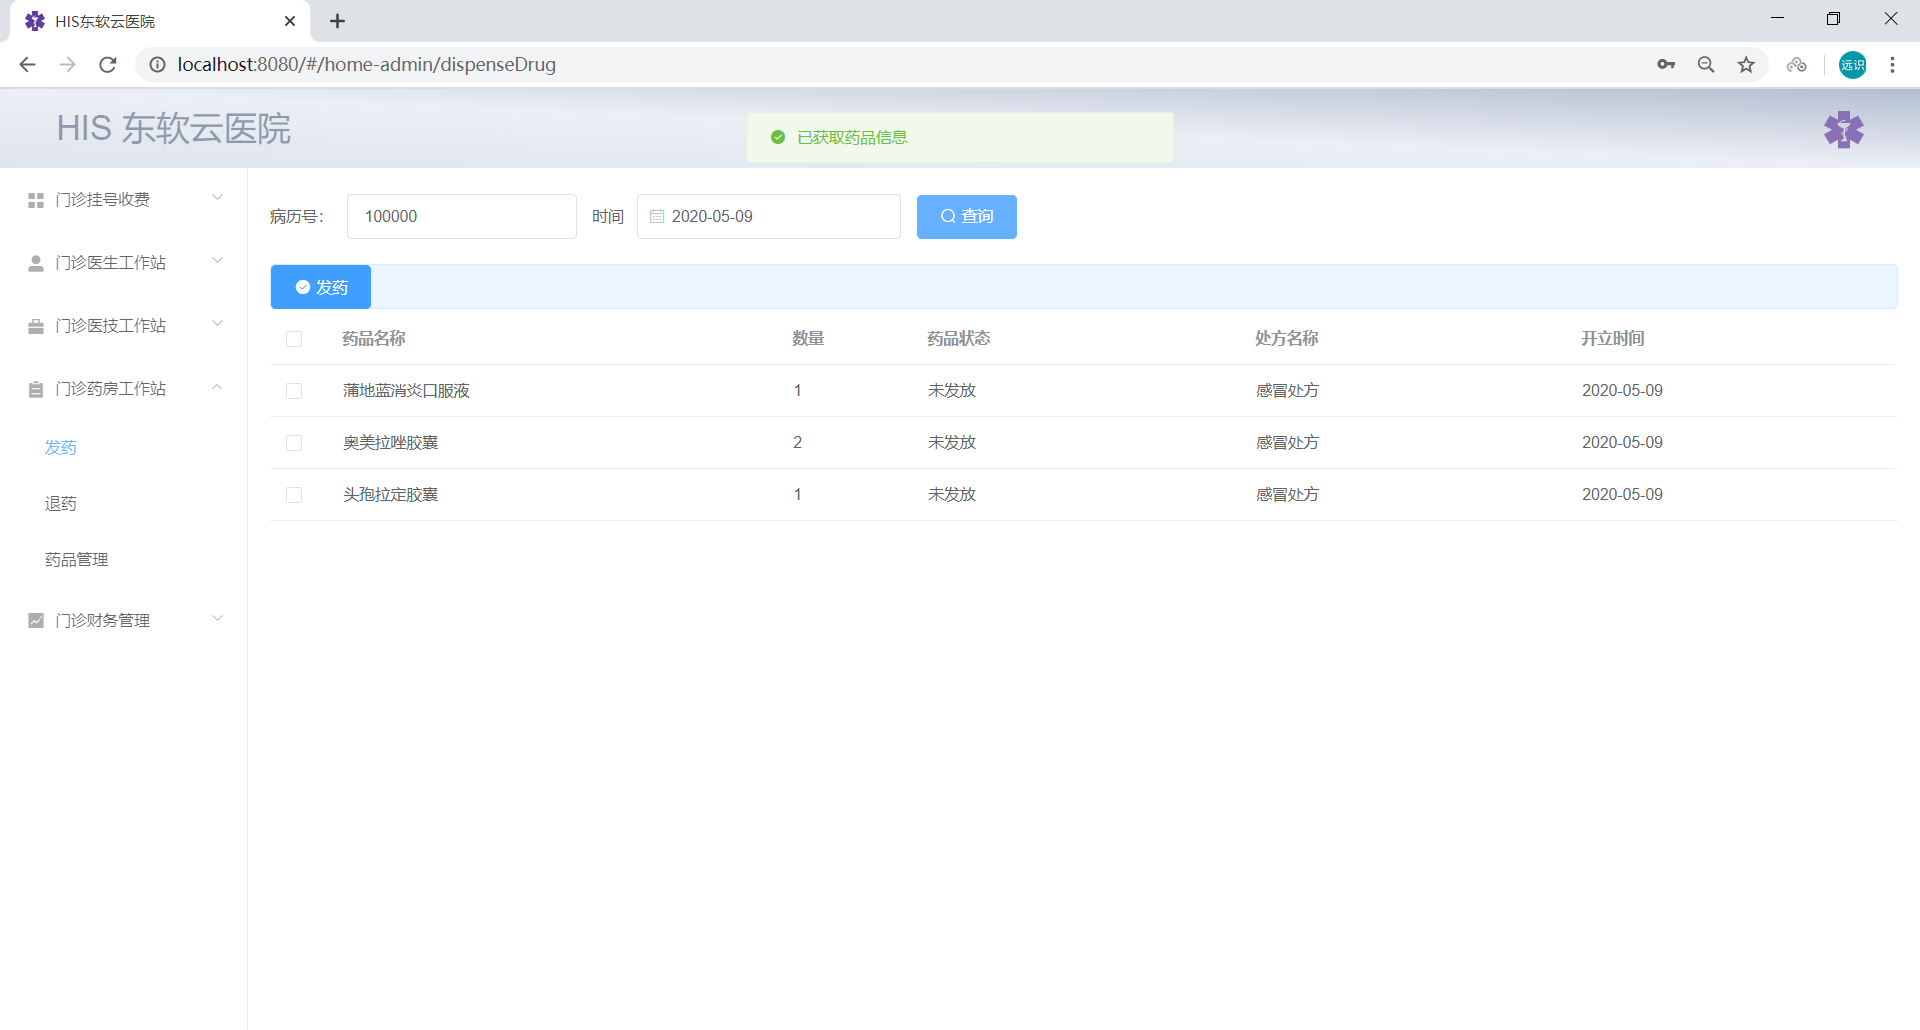 HIS东软云医院
localhost:8080/#/home-admin/dispenseDrug
远识
HIS 东软云医院
已获取药品信息
门诊挂号收费
门诊医生工作站
门诊医技工作站
门诊药房工作站
发药
退药
药品管理
门诊财务管理
病历号： 100000 时间 2020-05-09 查询
发药
药品名称 数量 药品状态 处方名称 开立时间
蒲地蓝消炎口服液 1 未发放 感冒处方 2020-05-09
奥美拉唑胶囊 2 未发放 感冒处方 2020-05-09
头孢拉定胶囊 1 未发放 感冒处方 2020-05-09